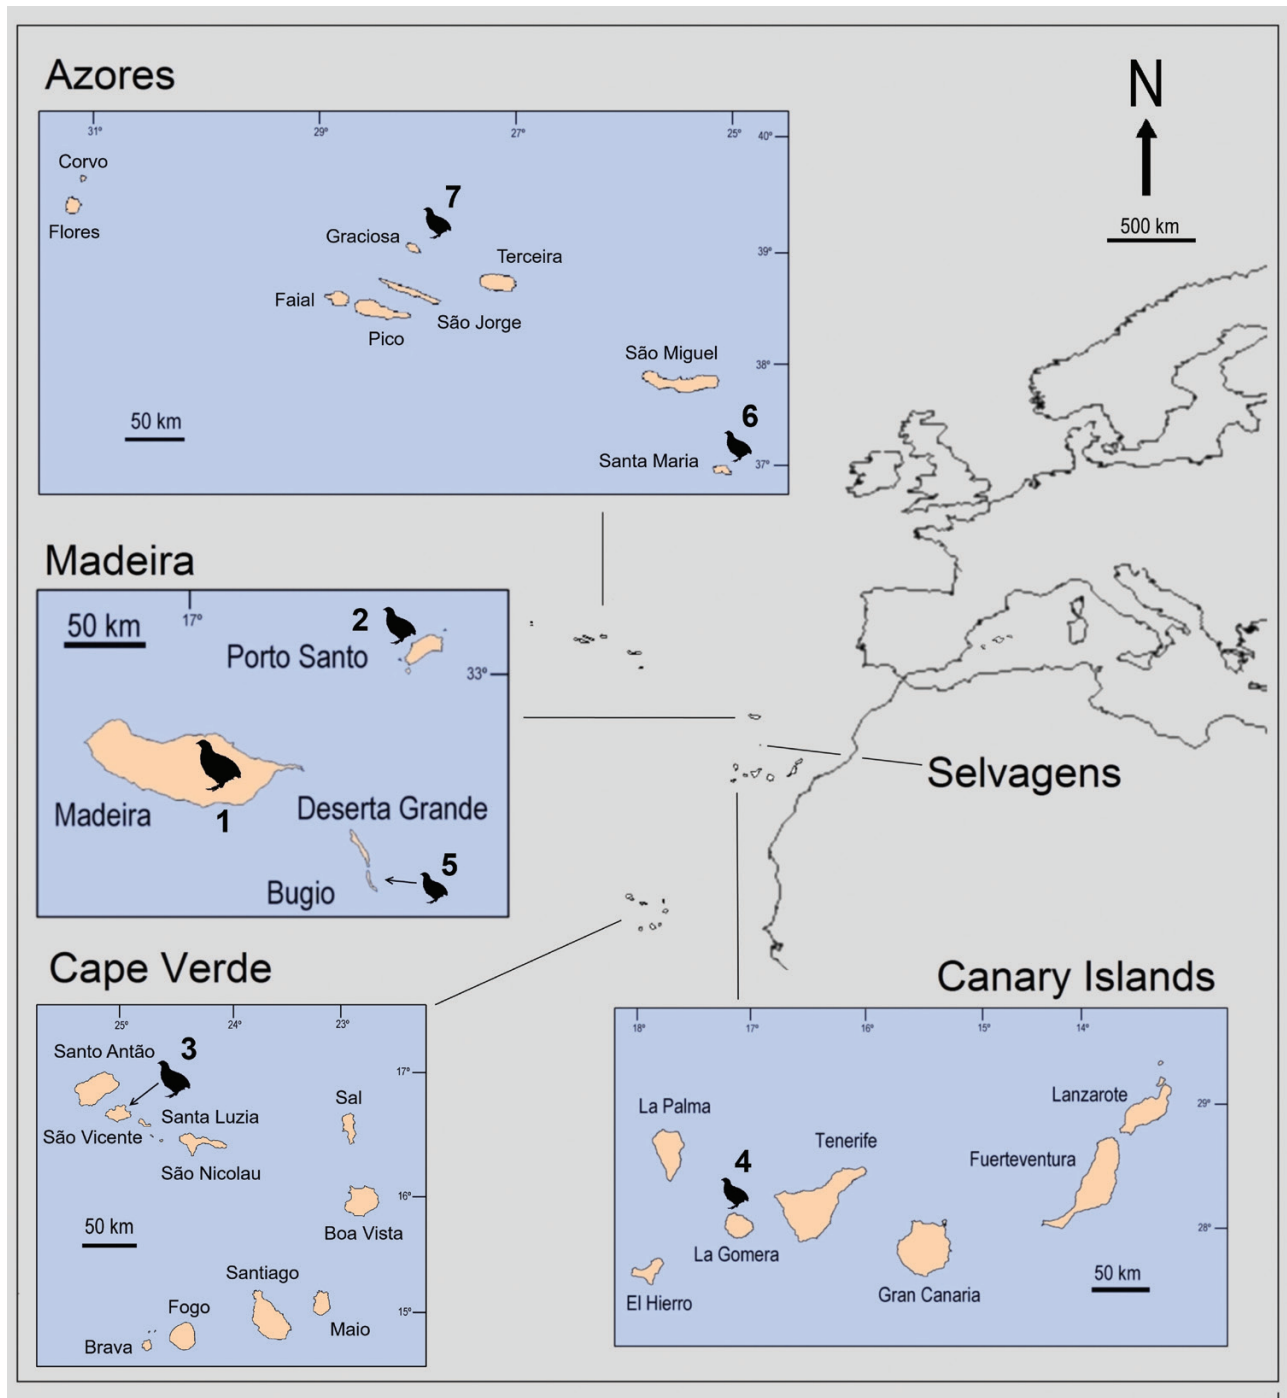 Azores
N
500 km
31°
29°
27°
25°
40°
Corvo
Flores
7
Graciosa
39°
Terceira
Faial
São Jorge
Pico
São Miguel
38°
50 km
6
Santa Maria
37°
Madeira
50 km
17°
2
Porto Santo
33°
Madeira
1
Deserta Grande
5
Bugio
Selvagens
Cape Verde
25°
24°
23°
Santo Antão
3
17°
Sal
Santa Luzia
São Vicente
São Nicolau
16°
50 km
Boa Vista
Santiago
Fogo
15°
Maio
Brava
Canary Islands
18°
17°
16°
15°
14°
Lanzarote
29°
La Palma
Tenerife
Fuerteventura
4
28°
La Gomera
50 km
El Hierro
Gran Canaria